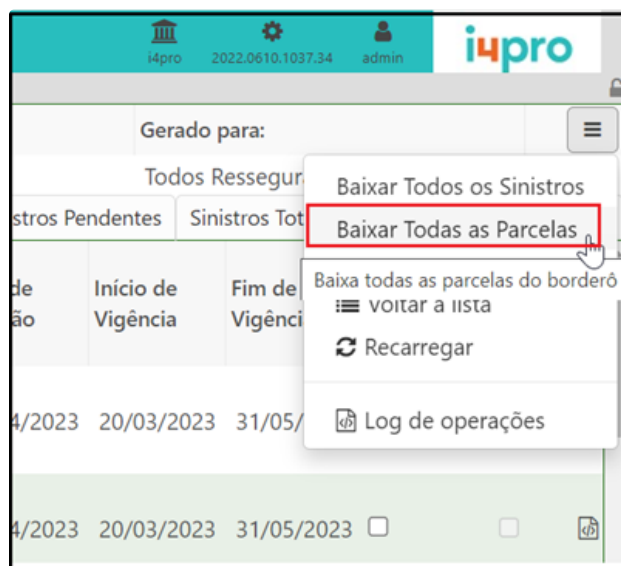 i4pro 2022.0610.1037.34 admin i4pro
Gerado para:
Todos Ressegur
Baixar Todos os Sinistros
stros Pendentes Sinistros Tot
Baixar Todas as Parcelas
Baixa todas as parcelas do borderô
de Início de Fim de
ão Vigência Vigênci
Voltar à lista
Recarregar
4/2023 20/03/2023 31/05/
Log de operações
4/2023 20/03/2023 31/05/2023